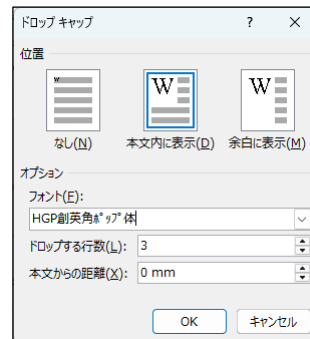 ドロップ キャップ ? ×
位置
W W W
なし(N) 本文内に表示(D) 余白に表示(M)
オプション
フォント(F):
HGP創英角ﾎﾟｯﾌﾟ体
ドロップする行数(L): 3
本文からの距離(X): 0 mm
OK キャンセル